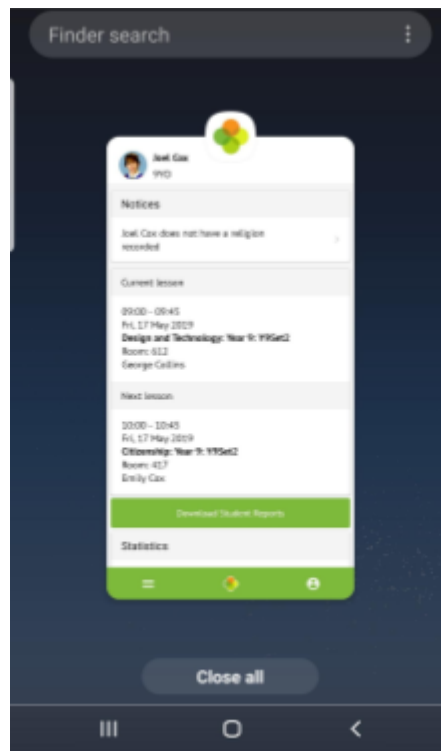 Finder search
Joel Cox
9YD
Notices
Joel Cox does not have a religion
recorded
Current lesson
09:00 - 09:45
Fri, 17 May 2019
Design and Technology: Year 9: Y9Set2
Room: 612
George Collins
Next lesson
10:00 - 10:45
Fri, 17 May 2019
Citizenship: Year 9: Y9Set2
Room: 417
Emily Cox
Download Student Reports
Statistics
Close all